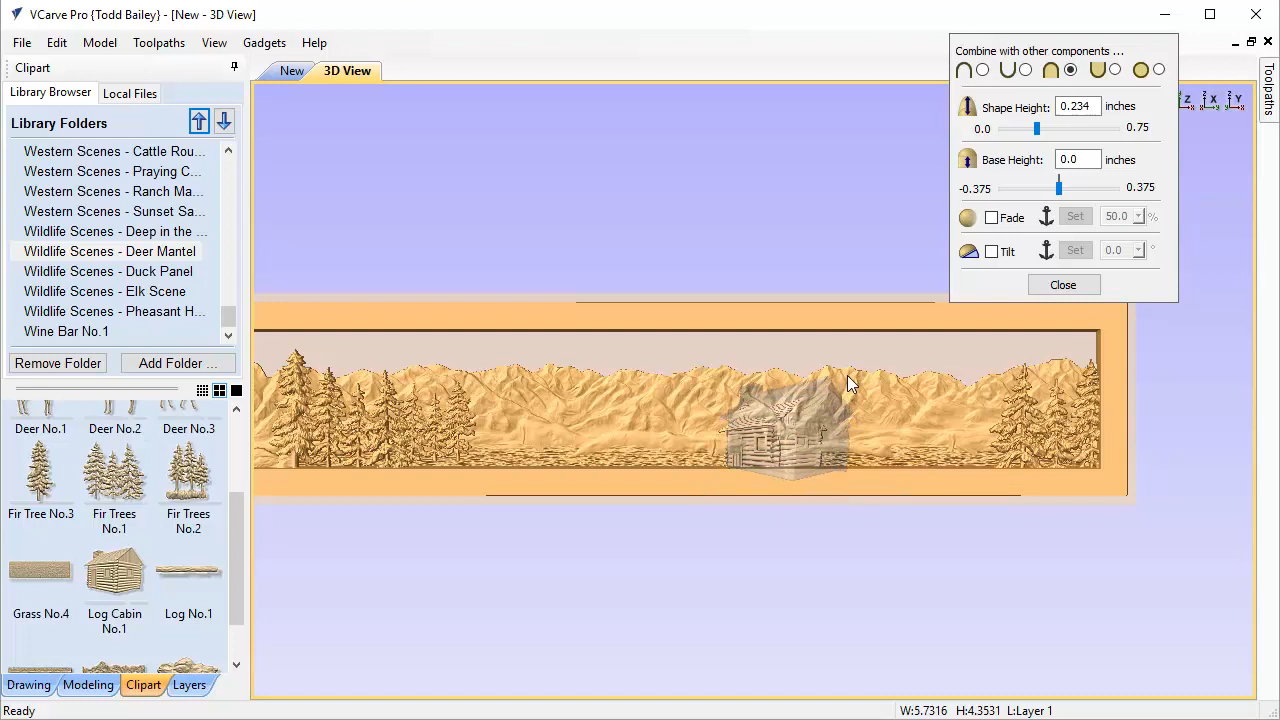 VCarve Pro {Todd Bailey} - [New - 3D View]
File Edit Model Toolpaths View Gadgets Help
Clipart
Library Browser Local Files
Library Folders
Western Scenes - Cattle Rou...
Western Scenes - Praying C...
Western Scenes - Ranch Ma...
Western Scenes - Sunset Sa...
Wildlife Scenes - Deep in the ...
Wildlife Scenes - Deer Mantel
Wildlife Scenes - Duck Panel
Wildlife Scenes - Elk Scene
Wildlife Scenes - Pheasant H...
Wine Bar No.1
Remove Folder Add Folder ...
Deer No.1 Deer No.2 Deer No.3
Fir Tree No.3 Fir Trees No.1 Fir Trees No.2
Grass No.4 Log Cabin No.1 Log No.1
Drawing Modeling Clipart Layers
New 3D View
Combine with other components ...
Shape Height: 0.234 inches
0.0 0.75
Base Height: 0.0 inches
-0.375 0.375
Fade Set 50.0 %
Tilt Set 0.0 °
Close
Z X Y
Toolpaths
Ready W:5.7316 H:4.3531 L:Layer 1